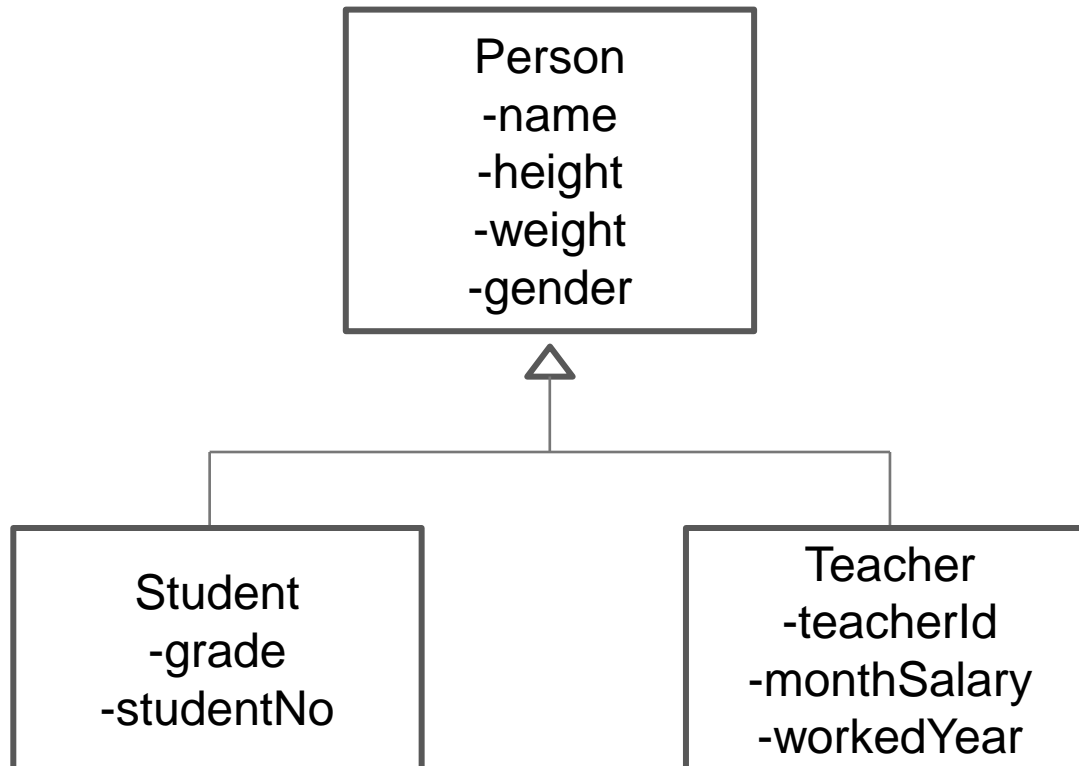 Person
-name
-height
-weight
-gender
Student
-grade
-studentNo
Teacher
-teacherId
-monthSalary
-workedYear